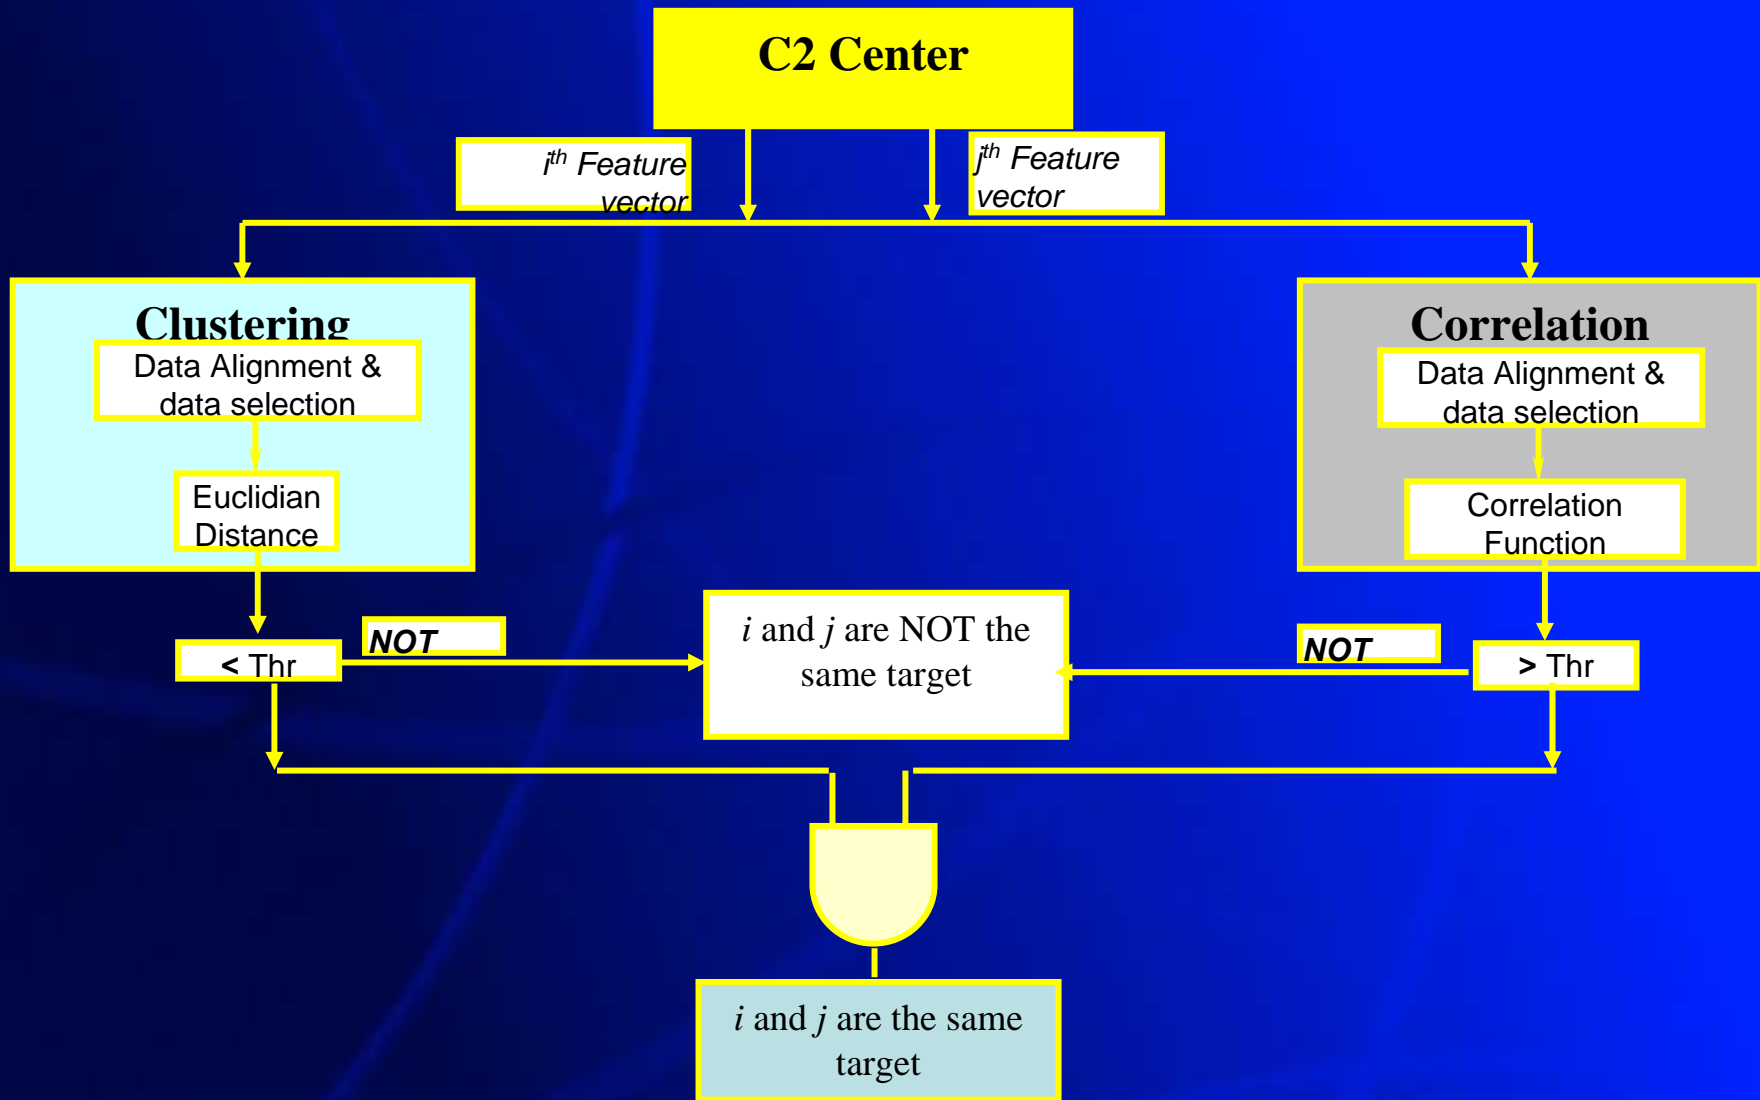 C2 Center
ith Feature
vector
jth Feature
vector
Clustering
Data Alignment &
data selection
Euclidian
Distance
Correlation
Data Alignment &
data selection
Correlation
Function
< Thr
NOT
i and j are NOT the
same target
NOT
> Thr
i and j are the same
target